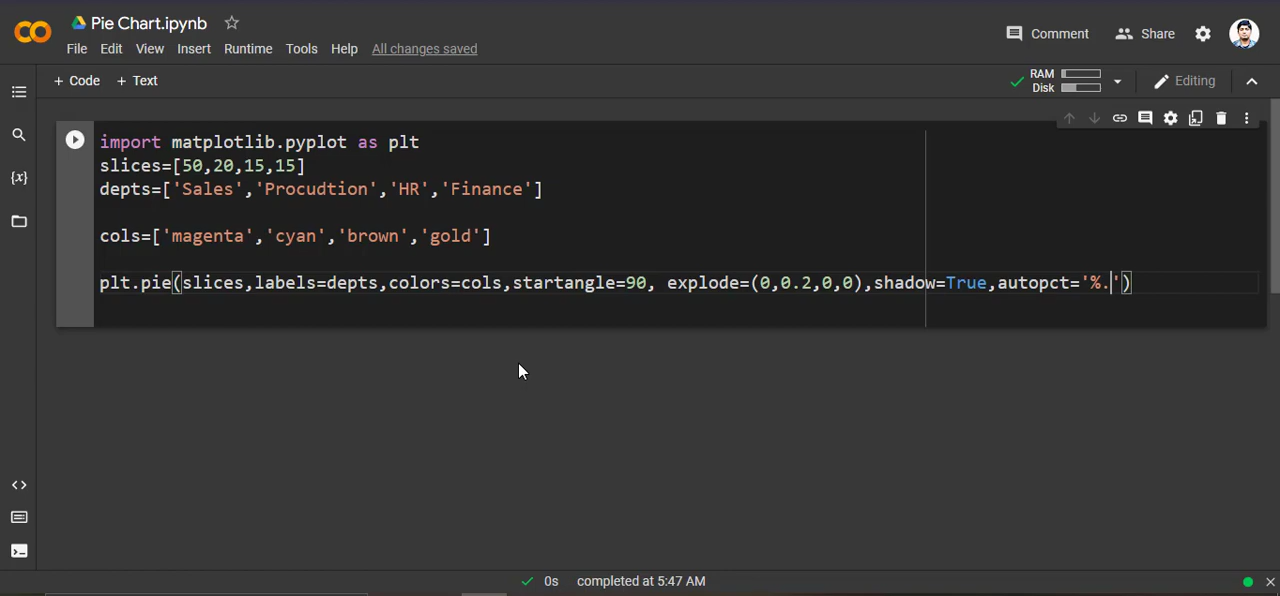 Pie Chart.ipynb
File Edit View Insert Runtime Tools Help All changes saved
Comment Share
+ Code + Text
RAM
Disk
Editing
import matplotlib.pyplot as plt
slices=[50,20,15,15]
depts=['Sales','Procudtion','HR','Finance']
cols=['magenta','cyan','brown','gold']
plt.pie(slices,labels=depts,colors=cols,startangle=90, explode=(0,0.2,0,0),shadow=True,autopct='%.')
{x}
0s completed at 5:47 AM